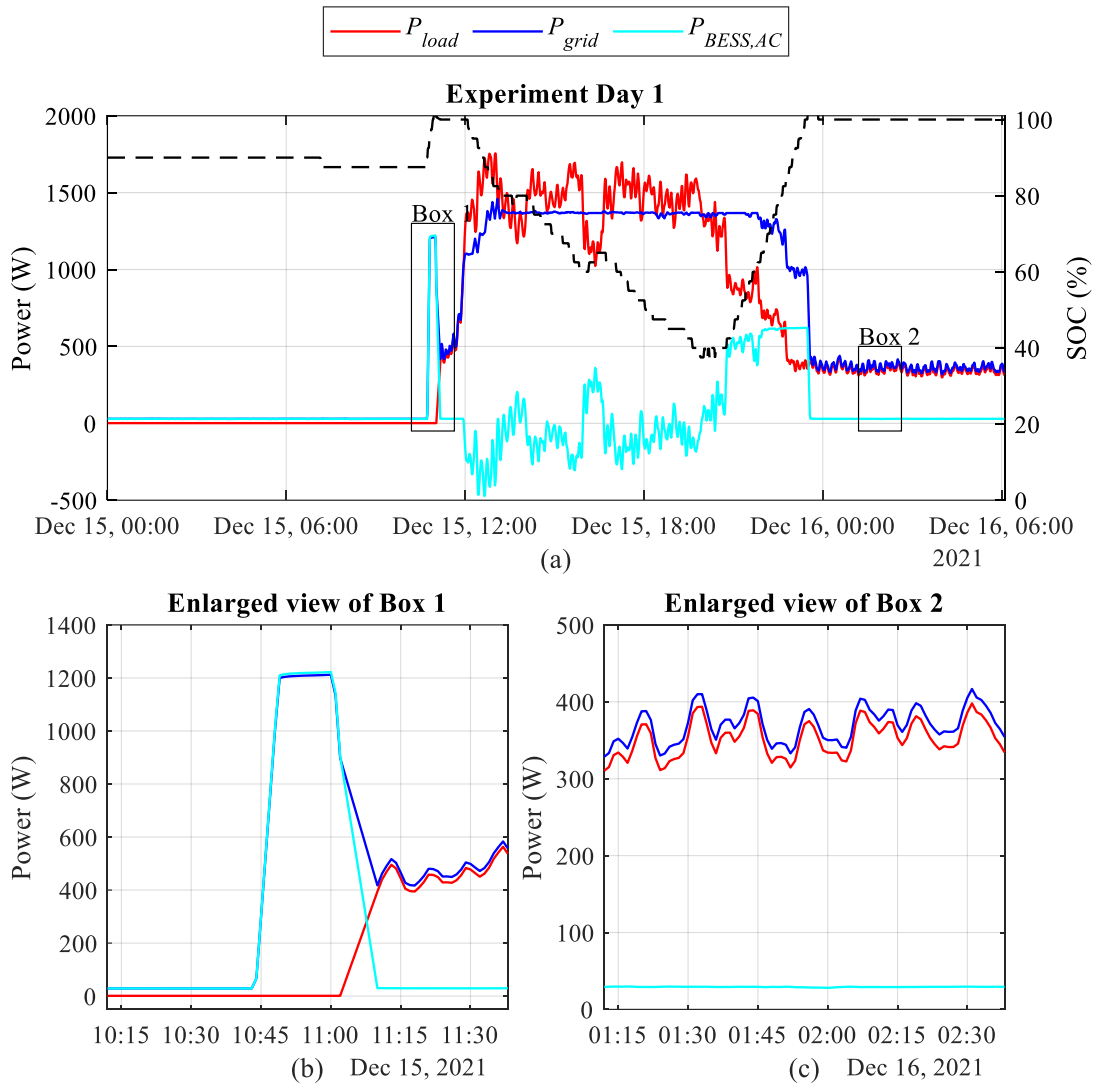 P_load P_grid P_BESS,AC
Experiment Day 1
2000
1500
1000
500
0
-500
Power (W)
100
80
60
40
20
0
SOC (%)
Box 1
Box 2
Dec 15, 00:00 Dec 15, 06:00 Dec 15, 12:00 Dec 15, 18:00 Dec 16, 00:00 Dec 16, 06:00
2021
(a)
Enlarged view of Box 1
1400
1200
1000
800
600
400
200
0
Power (W)
10:15 10:30 10:45 11:00 11:15 11:30
(b) Dec 15, 2021
Enlarged view of Box 2
500
400
300
200
100
0
Power (W)
01:15 01:30 01:45 02:00 02:15 02:30
(c) Dec 16, 2021